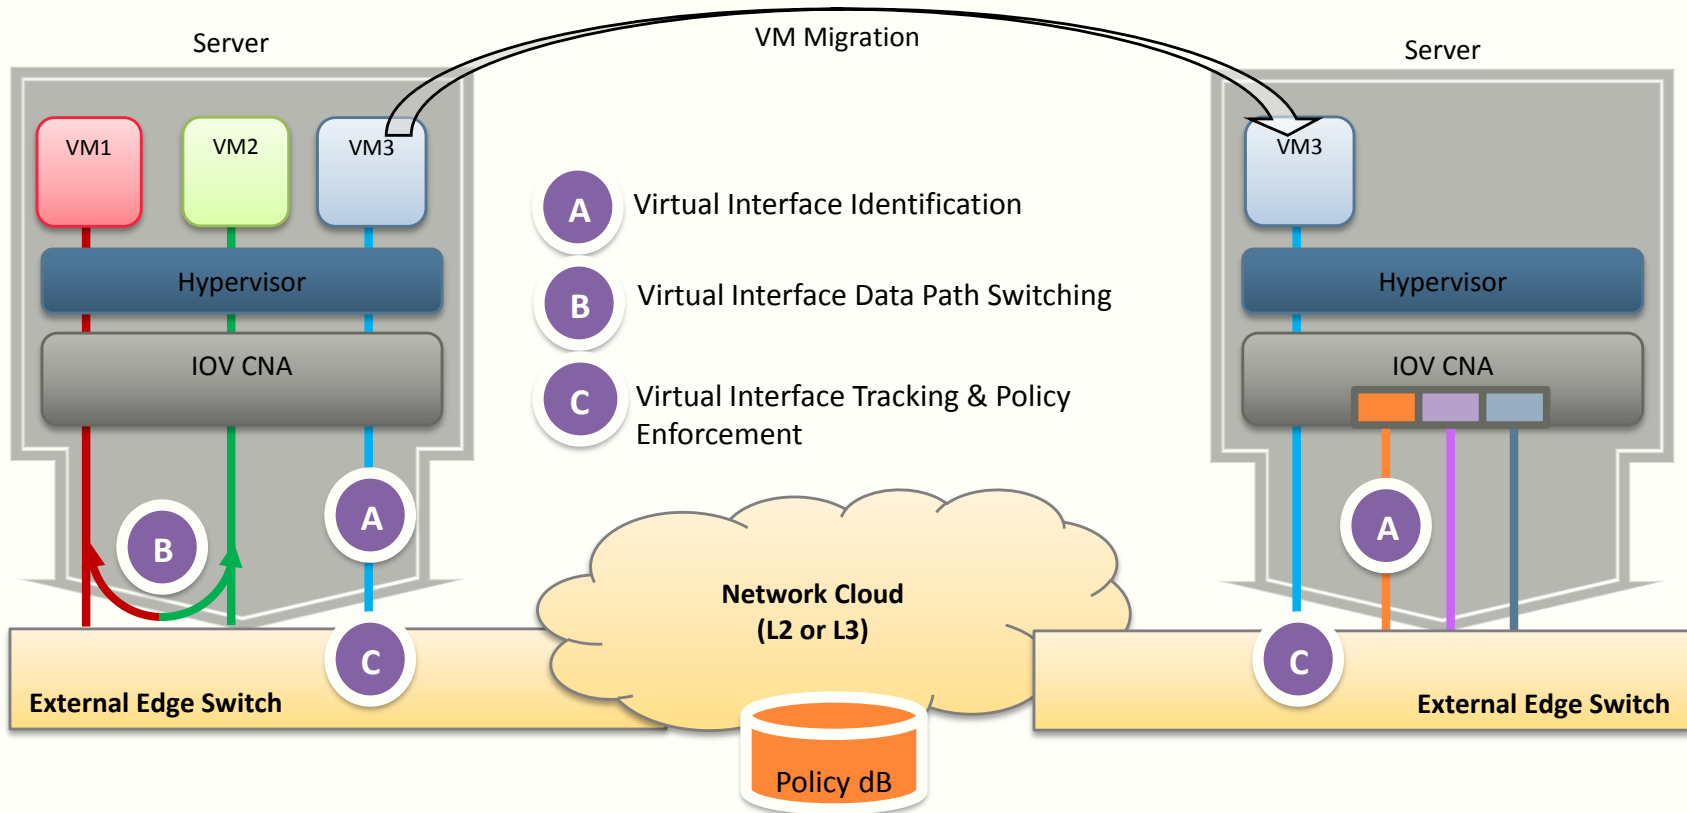 Server
VM Migration
Server
VM1
VM2
VM3
VM3
A
Virtual Interface Identification
Hypervisor
B
Virtual Interface Data Path Switching
Hypervisor
IOV CNA
C
Virtual Interface Tracking & Policy
Enforcement
IOV CNA
B
A
A
Network Cloud
(L2 or L3)
C
C
External Edge Switch
External Edge Switch
Policy dB